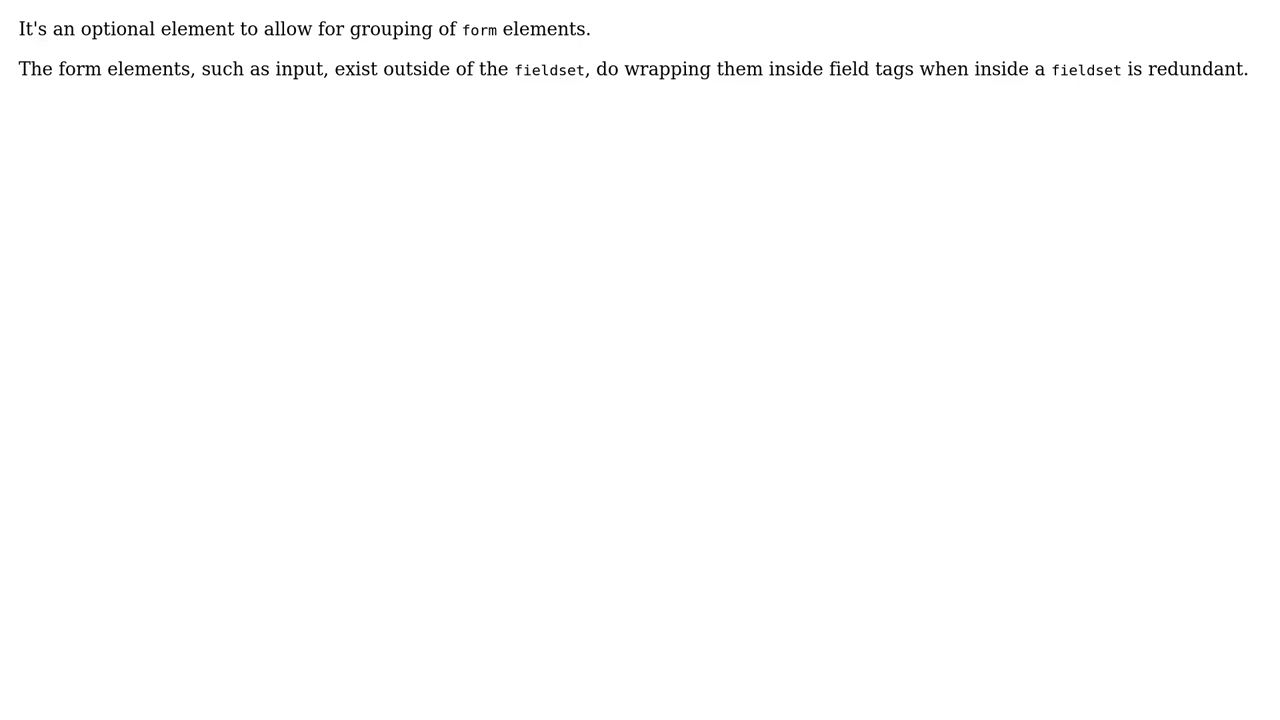 It's an optional element to allow for grouping of form elements.
The form elements, such as input, exist outside of the fieldset, do wrapping them inside field tags when inside a fieldset is redundant.